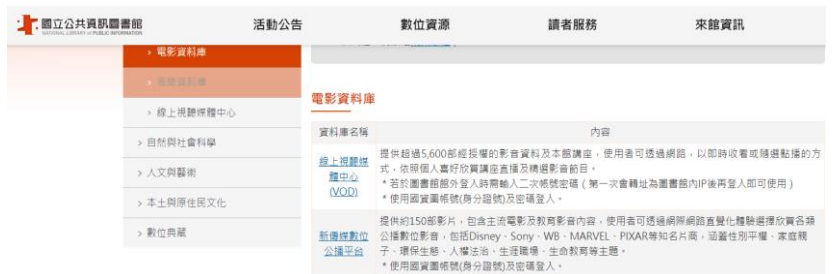 國立公共資訊圖書館
NATIONAL LIBRARY of PUBLIC INFORMATION
活動公告
數位資源
讀者服務
來館資訊
› 電影資料庫
› 音樂資料庫
› 線上視聽媒體中心
› 自然與社會科學
› 人文與藝術
› 本土與原住民文化
› 數位典藏
電影資料庫
資料庫名稱
內容
線上視聽媒
體中心
(VOD)
提供超過5,600部經授權的影音資料及本館講座，使用者可透過網路，以即時收看或隨選點播的方
式，依照個人喜好欣賞講座直播及精選影音節目。
* 若於圖書館館外登入時需輸入二次帳號密碼（第一次會轉址為圖書館內IP後再登入即可使用）
* 使用國資圖帳號(身分證號)及密碼登入。
新傳媒數位
公播平台
提供約150部影片，包含主流電影及教育影音內容，使用者可透過網際網路直覺化體驗選擇欣賞各類
公播數位影音，包括Disney、Sony、WB、MARVEL、PIXAR等知名片商，涵蓋性別平權、家庭親
子、環保生態、人權法治、生涯職場、生命教育等主題。
* 使用國資圖帳號(身分證號)及密碼登入。